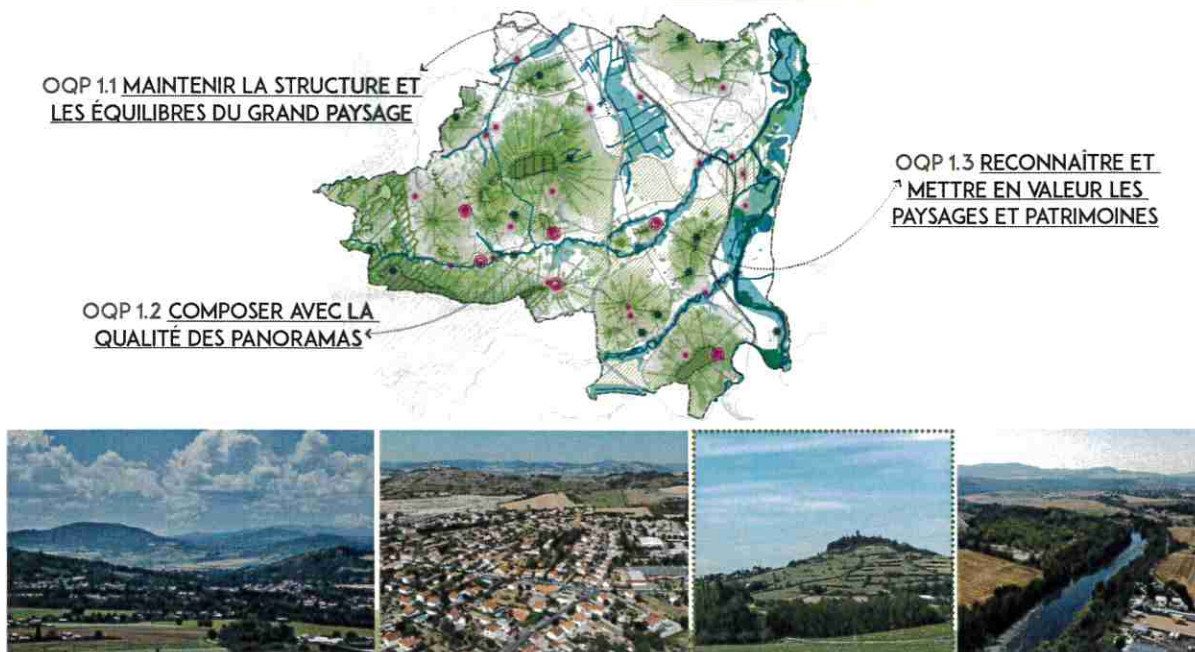 OQP 1.1 MAINTENIR LA STRUCTURE ET
LES ÉQUILIBRES DU GRAND PAYSAGE
OQP 1.3 RECONNAÎTRE ET
METTRE EN VALEUR LES
PAYSAGES ET PATRIMOINES
OQP 1.2 COMPOSER AVEC LA
QUALITÉ DES PANORAMAS